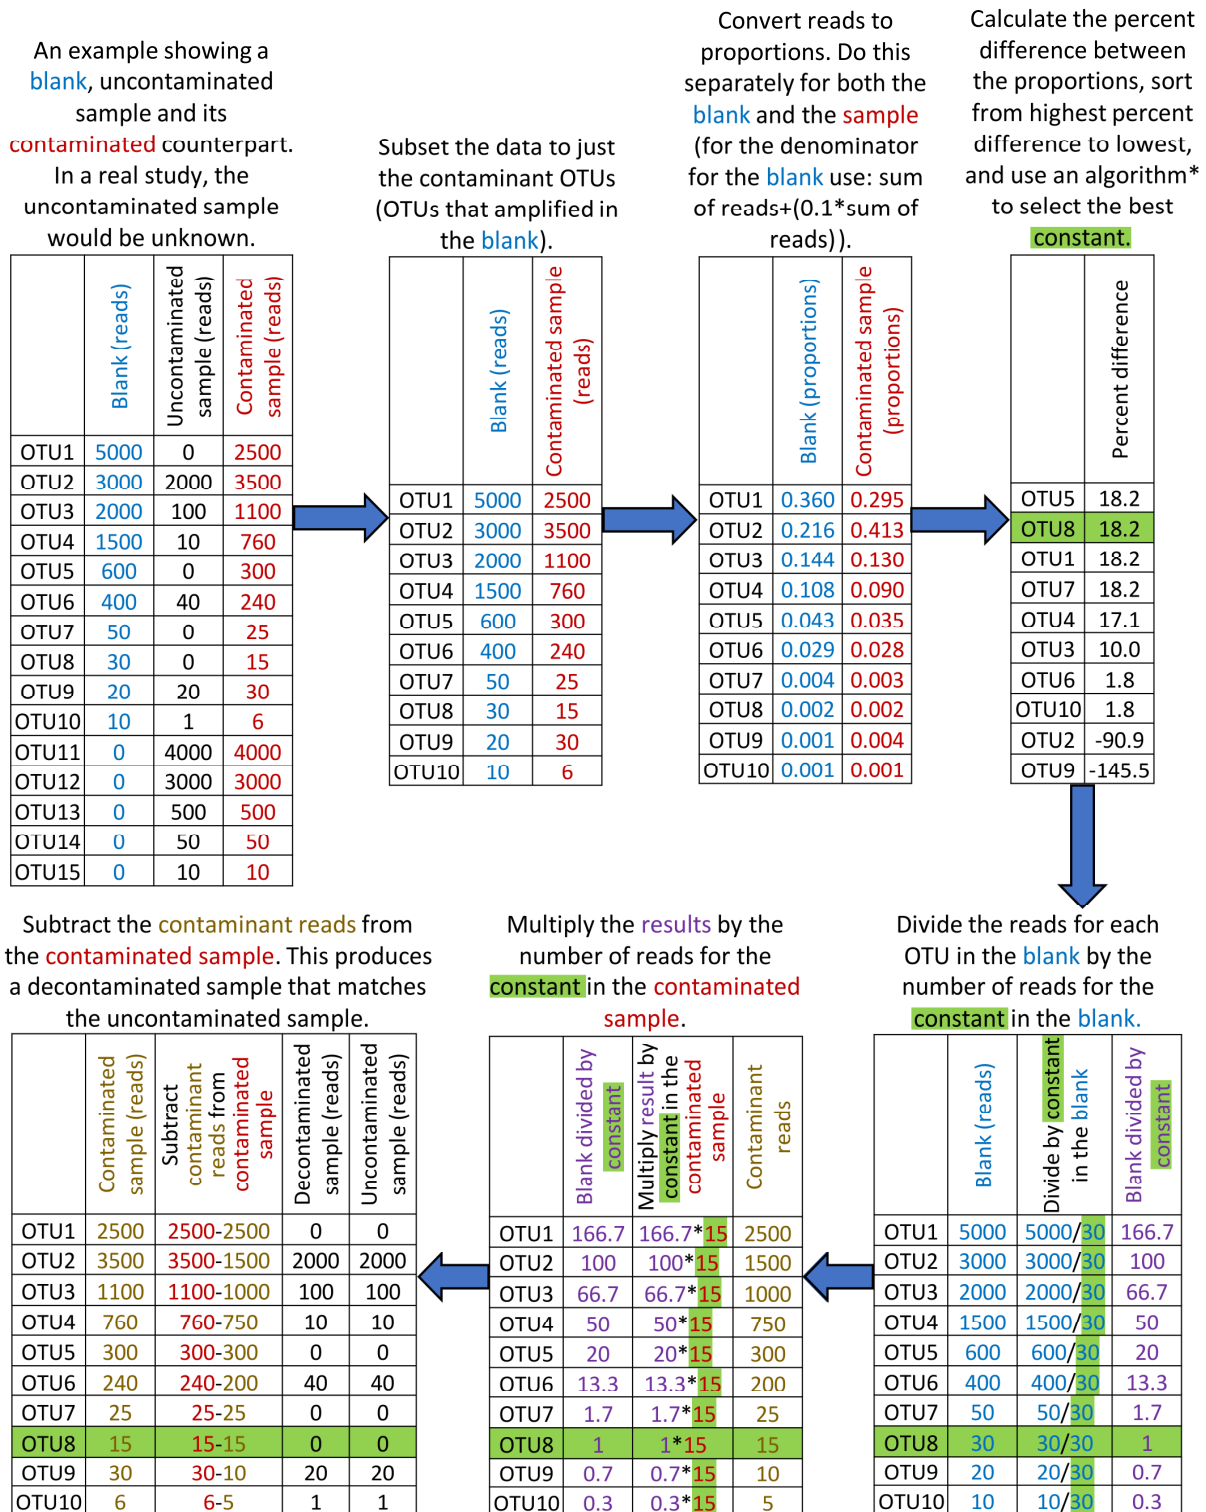 An example showing a
blank, uncontaminated
sample and its
contaminated counterpart.
In a real study, the
uncontaminated sample
would be unknown.
Blank (reads)
Uncontaminated
sample (reads)
Contaminated
sample (reads)
OTU1 5000 0 2500
OTU2 3000 2000 3500
OTU3 2000 100 1100
OTU4 1500 10 760
OTU5 600 0 300
OTU6 400 40 240
OTU7 50 0 25
OTU8 30 0 15
OTU9 20 20 30
OTU10 10 1 6
OTU11 0 4000 4000
OTU12 0 3000 3000
OTU13 0 500 500
OTU14 0 50 50
OTU15 0 10 10
Subset the data to just
the contaminant OTUs
(OTUs that amplified in
the blank).
Blank (reads)
Contaminated sample
(reads)
OTU1 5000 2500
OTU2 3000 3500
OTU3 2000 1100
OTU4 1500 760
OTU5 600 300
OTU6 400 240
OTU7 50 25
OTU8 30 15
OTU9 20 30
OTU10 10 6
Convert reads to
proportions. Do this
separately for both the
blank and the sample
(for the denominator
for the blank use: sum
of reads+(0.1*sum of
reads)).
Blank (proportions)
Contaminated sample
(proportions)
OTU1 0.360 0.295
OTU2 0.216 0.413
OTU3 0.144 0.130
OTU4 0.108 0.090
OTU5 0.043 0.035
OTU6 0.029 0.028
OTU7 0.004 0.003
OTU8 0.002 0.002
OTU9 0.001 0.004
OTU10 0.001 0.001
Calculate the percent
difference between
the proportions, sort
from highest percent
difference to lowest,
and use an algorithm*
to select the best
constant.
Percent difference
OTU5 18.2
OTU8 18.2
OTU1 18.2
OTU7 18.2
OTU4 17.1
OTU3 10.0
OTU6 1.8
OTU10 1.8
OTU2 -90.9
OTU9 -145.5
Divide the reads for each
OTU in the blank by the
number of reads for the
constant in the blank.
Blank (reads)
Divide by constant
in the blank
Blank divided by
constant
OTU1 5000 5000/30 166.7
OTU2 3000 3000/30 100
OTU3 2000 2000/30 66.7
OTU4 1500 1500/30 50
OTU5 600 600/30 20
OTU6 400 400/30 13.3
OTU7 50 50/30 1.7
OTU8 30 30/30 1
OTU9 20 20/30 0.7
OTU10 10 10/30 0.3
Multiply the results by the
number of reads for the
constant in the contaminated
sample.
Blank divided by
constant
Multiply result by
constant in the
contaminated
sample
Contaminant
reads
OTU1 166.7 166.7*15 2500
OTU2 100 100*15 1500
OTU3 66.7 66.7*15 1000
OTU4 50 50*15 750
OTU5 20 20*15 300
OTU6 13.3 13.3*15 200
OTU7 1.7 1.7*15 25
OTU8 1 1*15 15
OTU9 0.7 0.7*15 10
OTU10 0.3 0.3*15 5
Subtract the contaminant reads from
the contaminated sample. This produces
a decontaminated sample that matches
the uncontaminated sample.
Contaminated
sample (reads)
Subtract
contaminant
reads from
contaminated
sample
Decontaminated
sample (reads)
Uncontaminated
sample (reads)
OTU1 2500 2500-2500 0 0
OTU2 3500 3500-1500 2000 2000
OTU3 1100 1100-1000 100 100
OTU4 760 760-750 10 10
OTU5 300 300-300 0 0
OTU6 240 240-200 40 40
OTU7 25 25-25 0 0
OTU8 15 15-15 0 0
OTU9 30 30-10 20 20
OTU10 6 6-5 1 1